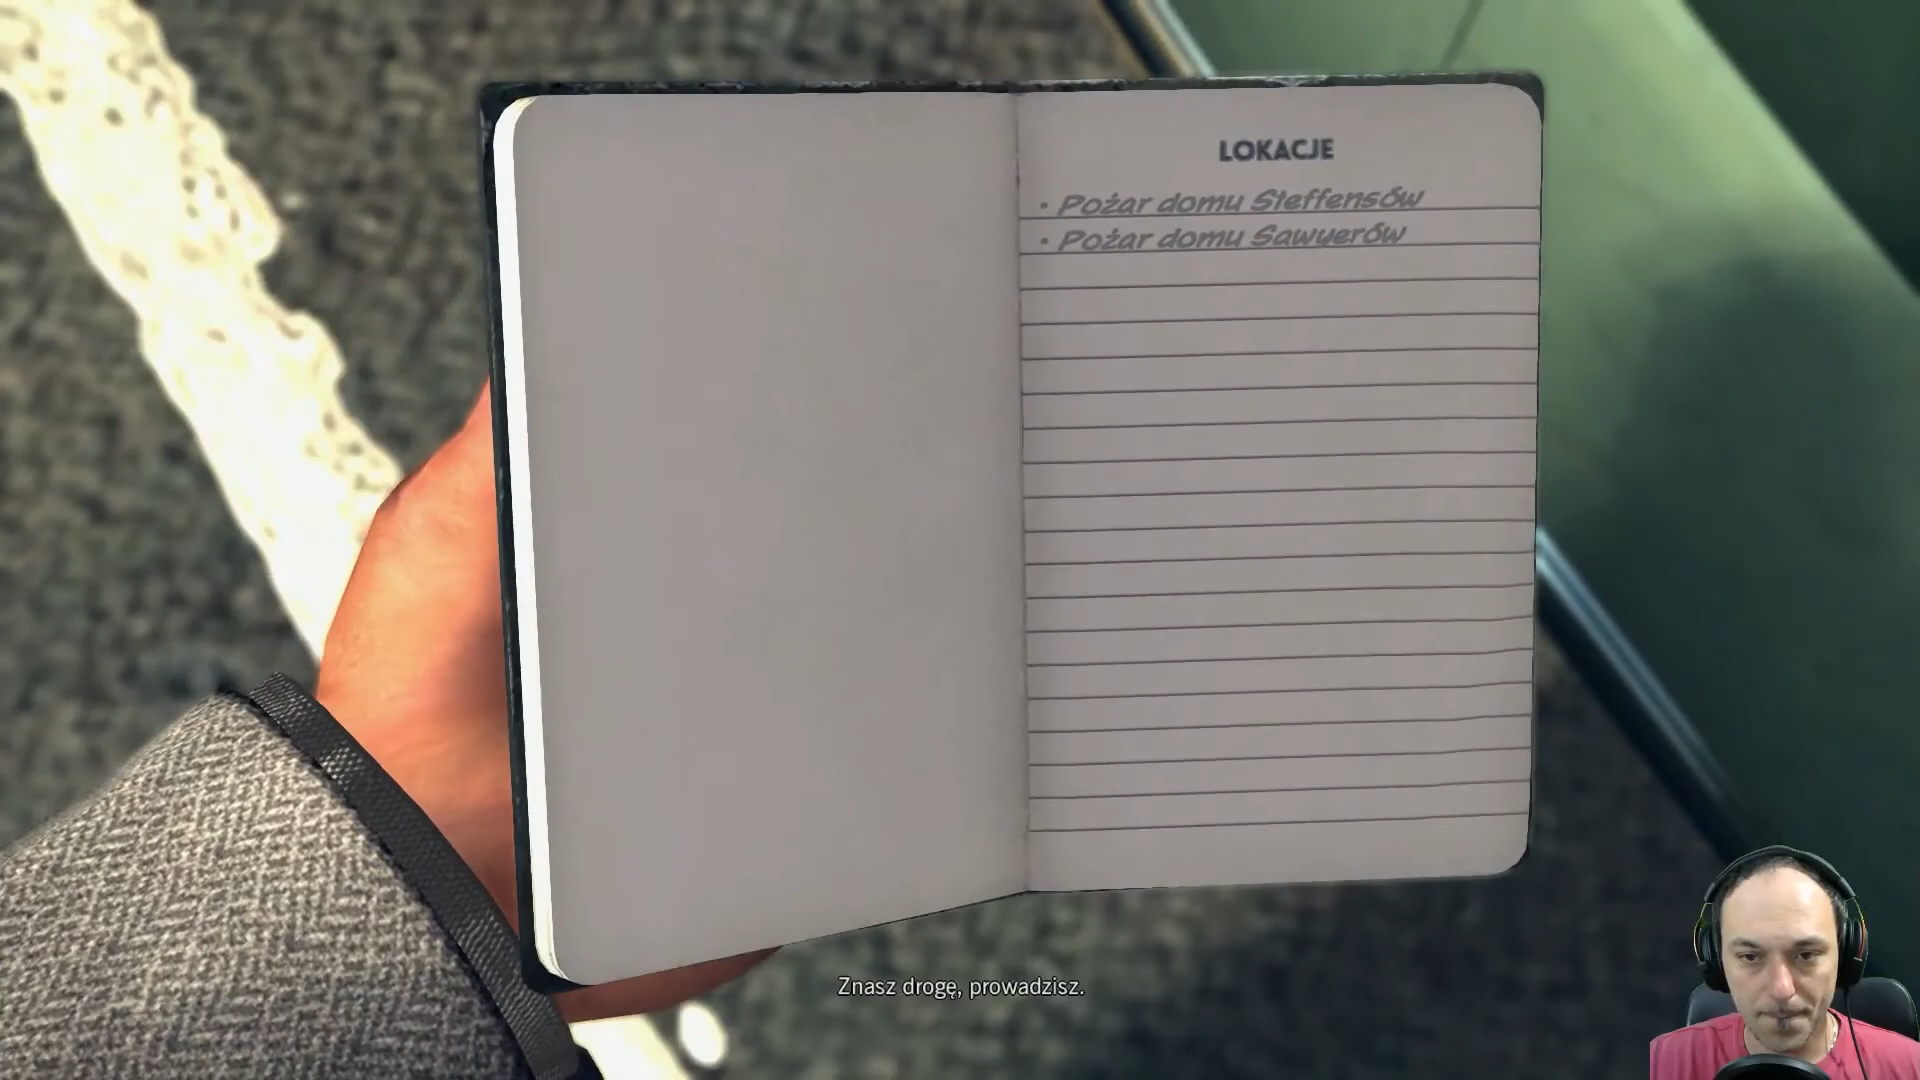 LOKACJE
• Pożar domu Steffensów
• Pożar domu Sawyerów
Znasz drogę, prowadzisz.